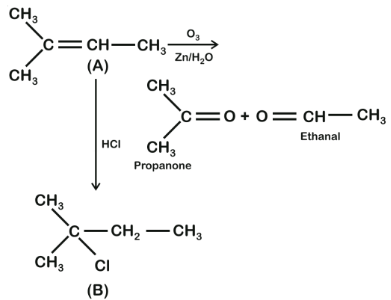 CH₃
C=CH—CH₃
CH₃
(A)
O₃
Zn/H₂O
CH₃
C=O + O=CH—CH₃
CH₃
Propanone
Ethanal
HCl
CH₃
C—CH₂—CH₃
CH₃
Cl
(B)